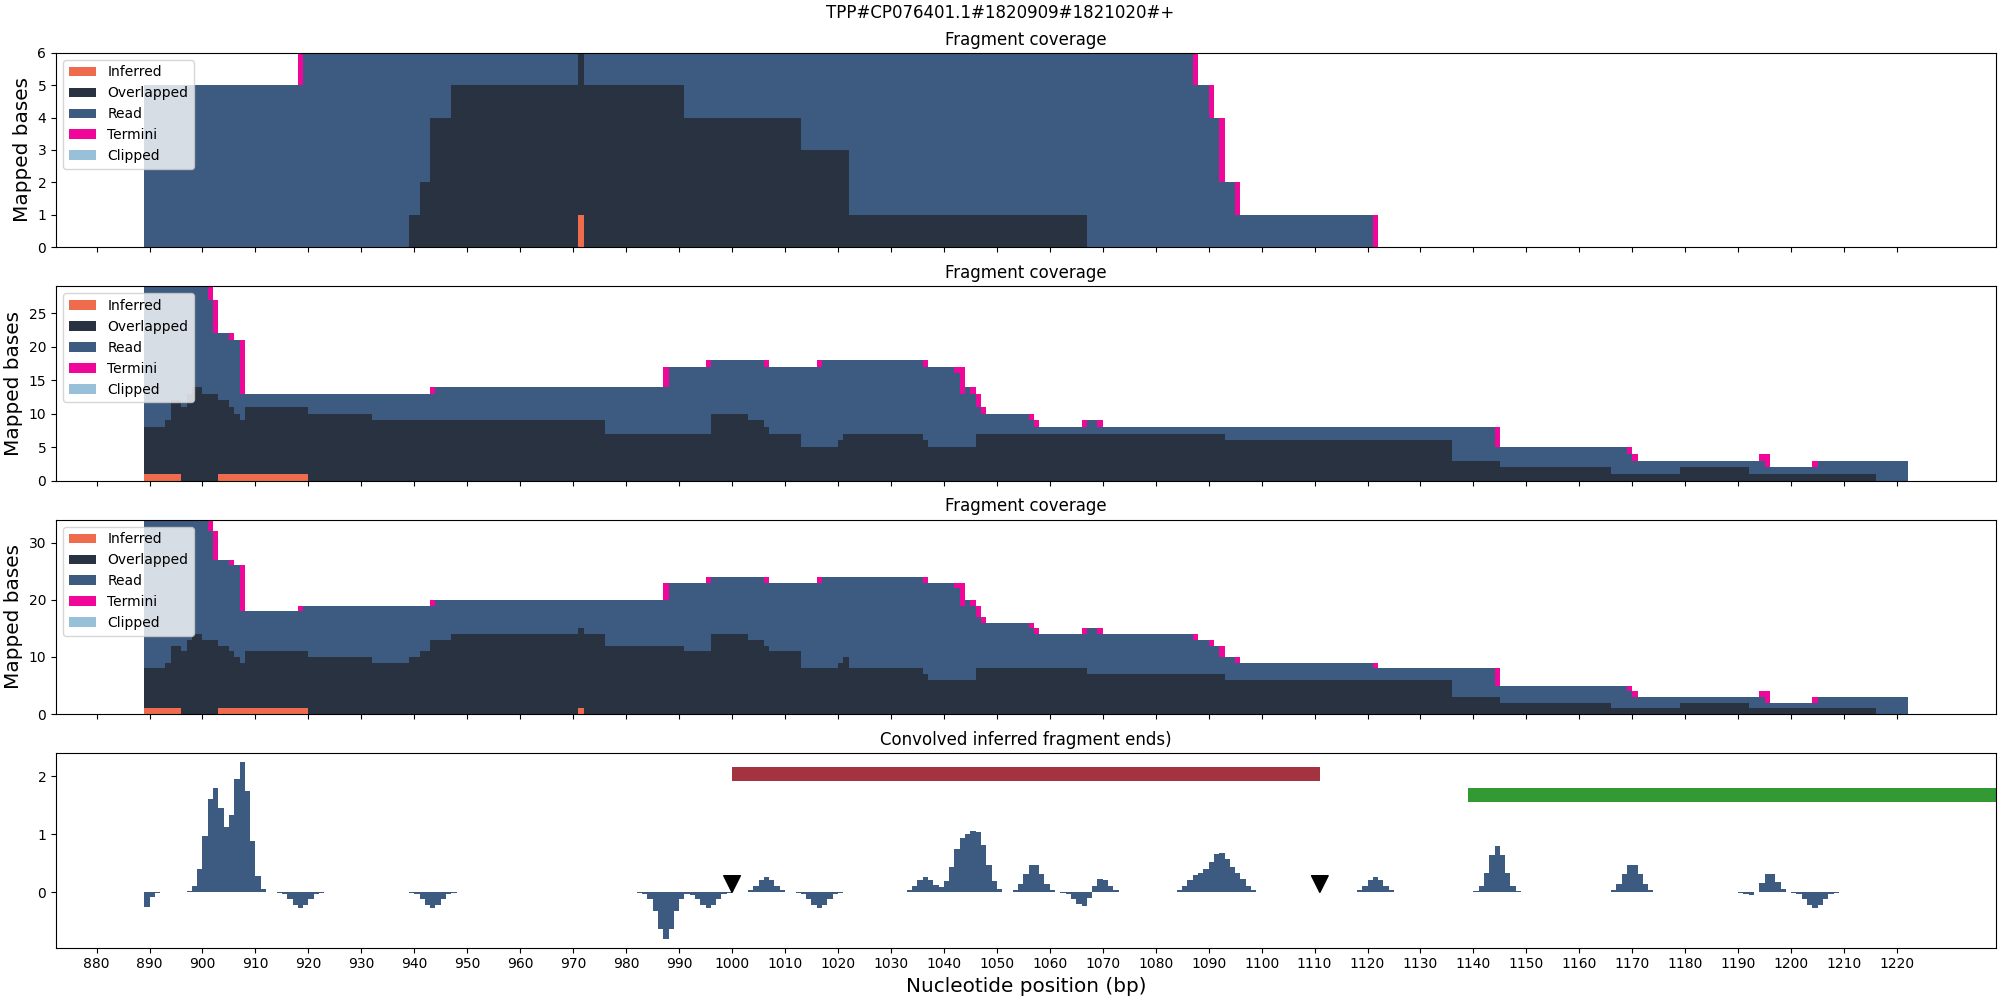 TPP#CP076401.1#1820909#1821020#+
Fragment coverage
Mapped bases
6
5
4
3
2
1
0
Inferred
Overlapped
Read
Termini
Clipped
Fragment coverage
Mapped bases
25
20
15
10
5
0
Inferred
Overlapped
Read
Termini
Clipped
Fragment coverage
Mapped bases
30
20
10
0
Inferred
Overlapped
Read
Termini
Clipped
Convolved inferred fragment ends)
2
1
0
880 890 900 910 920 930 940 950 960 970 980 990 1000 1010 1020 1030 1040 1050 1060 1070 1080 1090 1100 1110 1120 1130 1140 1150 1160 1170 1180 1190 1200 1210 1220
Nucleotide position (bp)